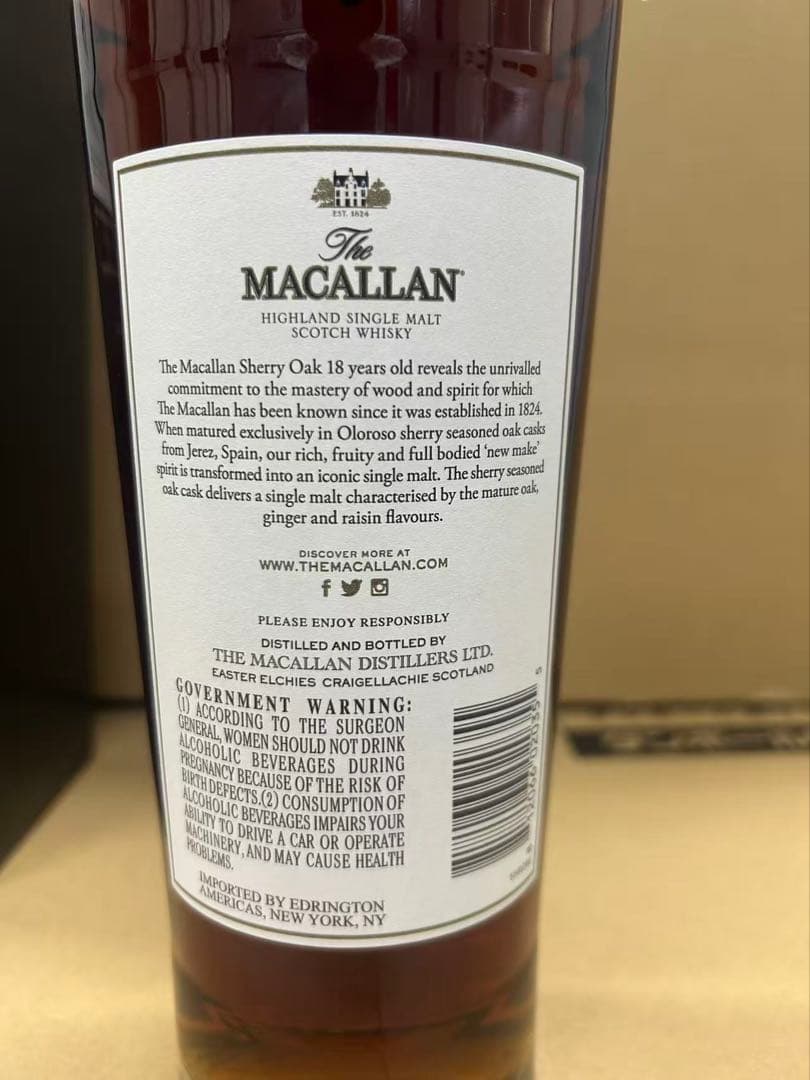 EST. 1824
The
MACALLAN
HIGHLAND SINGLE MALT
SCOTCH WHISKY
The Macallan Sherry Oak 18 years old reveals the unrivalled
commitment to the mastery of wood and spirit for which
The Macallan has been known since it was established in 1824.
When matured exclusively in Oloroso sherry seasoned oak casks
from Jerez, Spain, our rich, fruity and full bodied ‘new make’
spirit is transformed into an iconic single malt. The sherry seasoned
oak cask delivers a single malt characterised by the mature oak,
ginger and raisin flavours.
DISCOVER MORE AT
WWW.THEMACALLAN.COM
PLEASE ENJOY RESPONSIBLY
DISTILLED AND BOTTLED BY
THE MACALLAN DISTILLERS LTD.
EASTER ELCHIES CRAIGELLACHIE SCOTLAND
GOVERNMENT WARNING:
(1) ACCORDING TO THE SURGEON
GENERAL, WOMEN SHOULD NOT DRINK
ALCOHOLIC BEVERAGES DURING
PREGNANCY BECAUSE OF THE RISK OF
BIRTH DEFECTS.(2) CONSUMPTION OF
ALCOHOLIC BEVERAGES IMPAIRS YOUR
ABILITY TO DRIVE A CAR OR OPERATE
MACHINERY, AND MAY CAUSE HEALTH
PROBLEMS.
IMPORTED BY EDRINGTON
AMERICAS, NEW YORK, NY